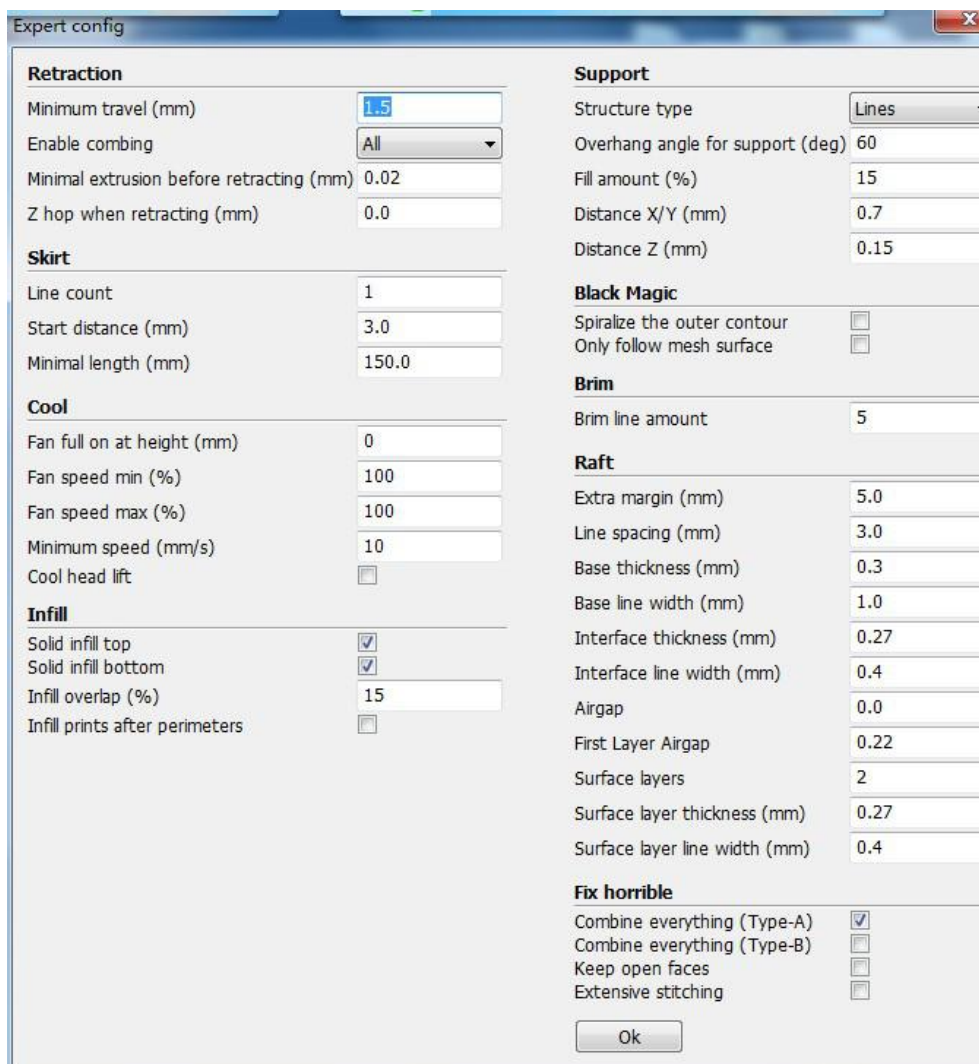 Expert config
X
Retraction
Minimum travel (mm) 1.5
Enable combing All
Minimal extrusion before retracting (mm) 0.02
Z hop when retracting (mm) 0.0
Skirt
Line count 1
Start distance (mm) 3.0
Minimal length (mm) 150.0
Cool
Fan full on at height (mm) 0
Fan speed min (%) 100
Fan speed max (%) 100
Minimum speed (mm/s) 10
Cool head lift
Infill
Solid infill top
Solid infill bottom
Infill overlap (%) 15
Infill prints after perimeters
Support
Structure type Lines
Overhang angle for support (deg) 60
Fill amount (%) 15
Distance X/Y (mm) 0.7
Distance Z (mm) 0.15
Black Magic
Spiralize the outer contour
Only follow mesh surface
Brim
Brim line amount 5
Raft
Extra margin (mm) 5.0
Line spacing (mm) 3.0
Base thickness (mm) 0.3
Base line width (mm) 1.0
Interface thickness (mm) 0.27
Interface line width (mm) 0.4
Airgap 0.0
First Layer Airgap 0.22
Surface layers 2
Surface layer thickness (mm) 0.27
Surface layer line width (mm) 0.4
Fix horrible
Combine everything (Type-A)
Combine everything (Type-B)
Keep open faces
Extensive stitching
Ok